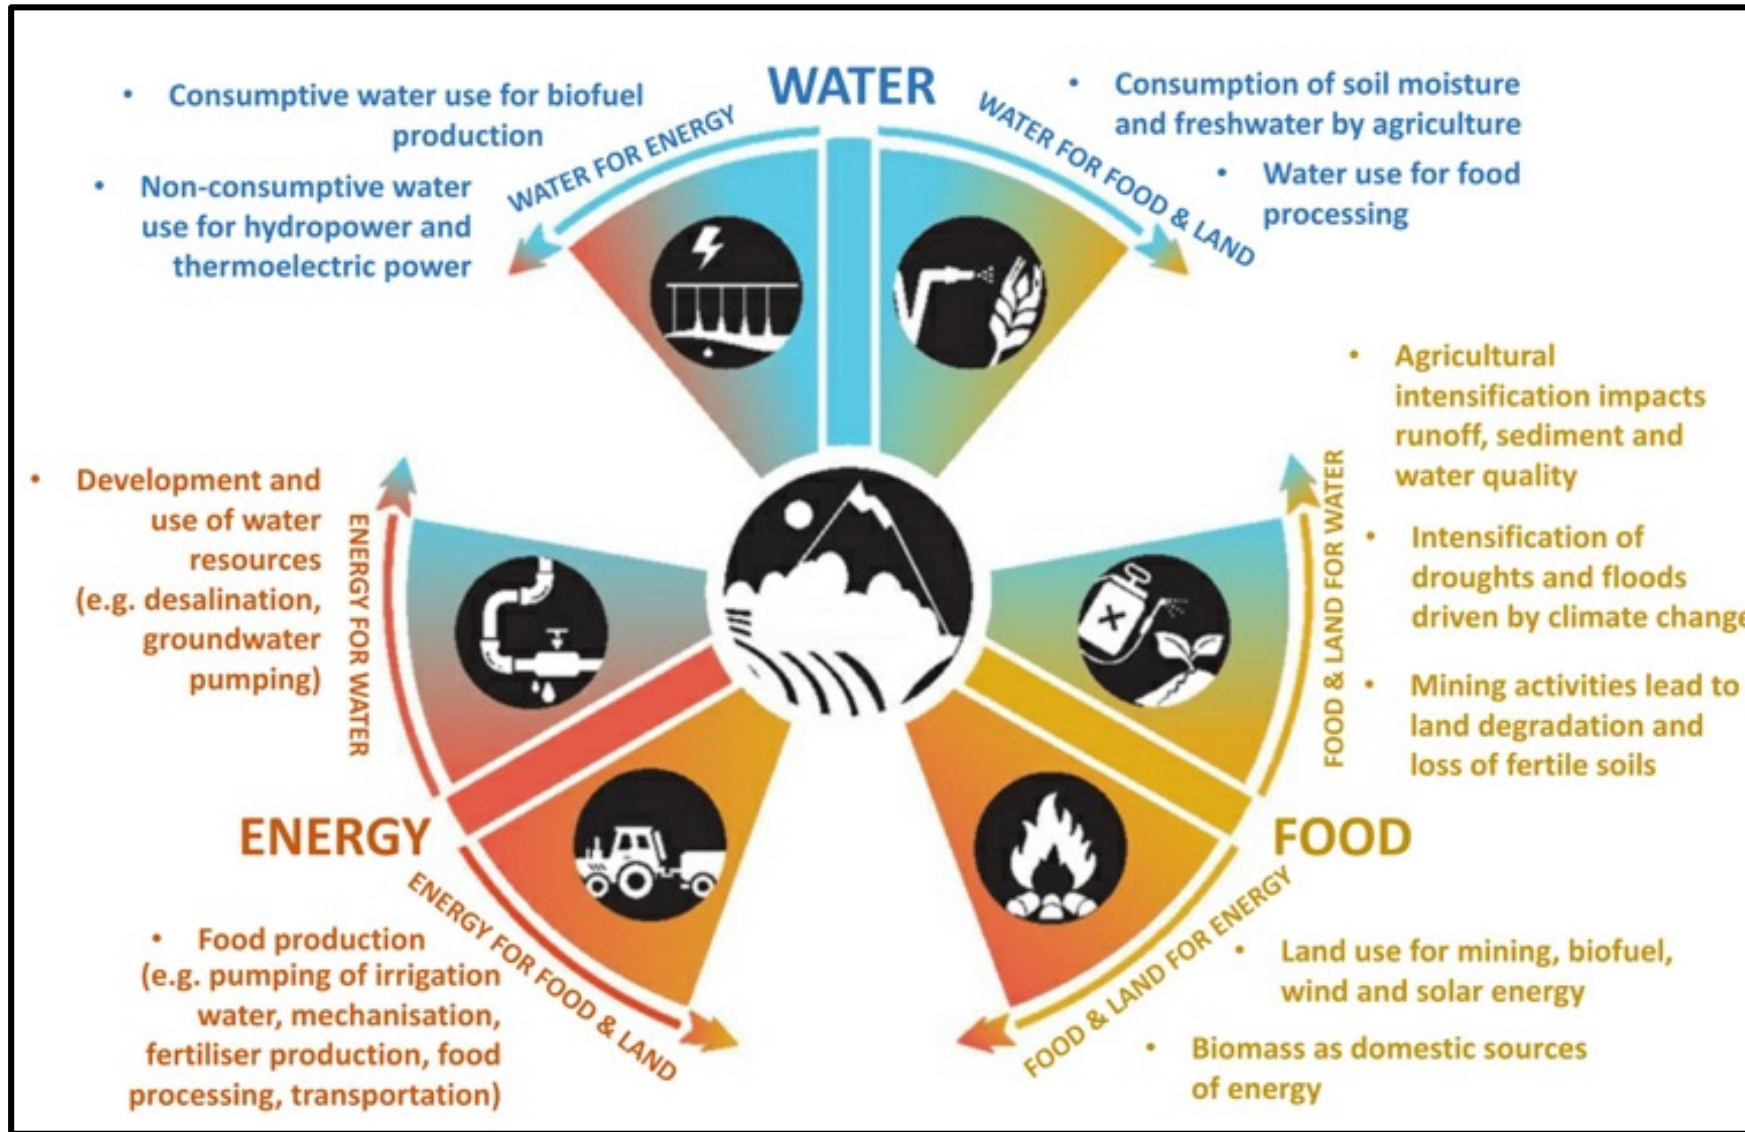 WATER
• Consumptive water use for biofuel
production
• Non-consumptive water
use for hydropower and
thermoelectric power
WATER FOR ENERGY
WATER FOR FOOD & LAND
• Consumption of soil moisture
and freshwater by agriculture
• Water use for food
processing
• Agricultural
intensification impacts
runoff, sediment and
water quality
• Intensification of
droughts and floods
driven by climate change
• Mining activities lead to
land degradation and
loss of fertile soils
FOOD & LAND FOR WATER
• Development and
use of water
resources
(e.g. desalination,
groundwater
pumping)
ENERGY FOR WATER
ENERGY
FOOD
ENERGY FOR FOOD & LAND
• Food production
(e.g. pumping of irrigation
water, mechanisation,
fertiliser production, food
processing, transportation)
FOOD & LAND FOR ENERGY
• Land use for mining, biofuel,
wind and solar energy
• Biomass as domestic sources
of energy